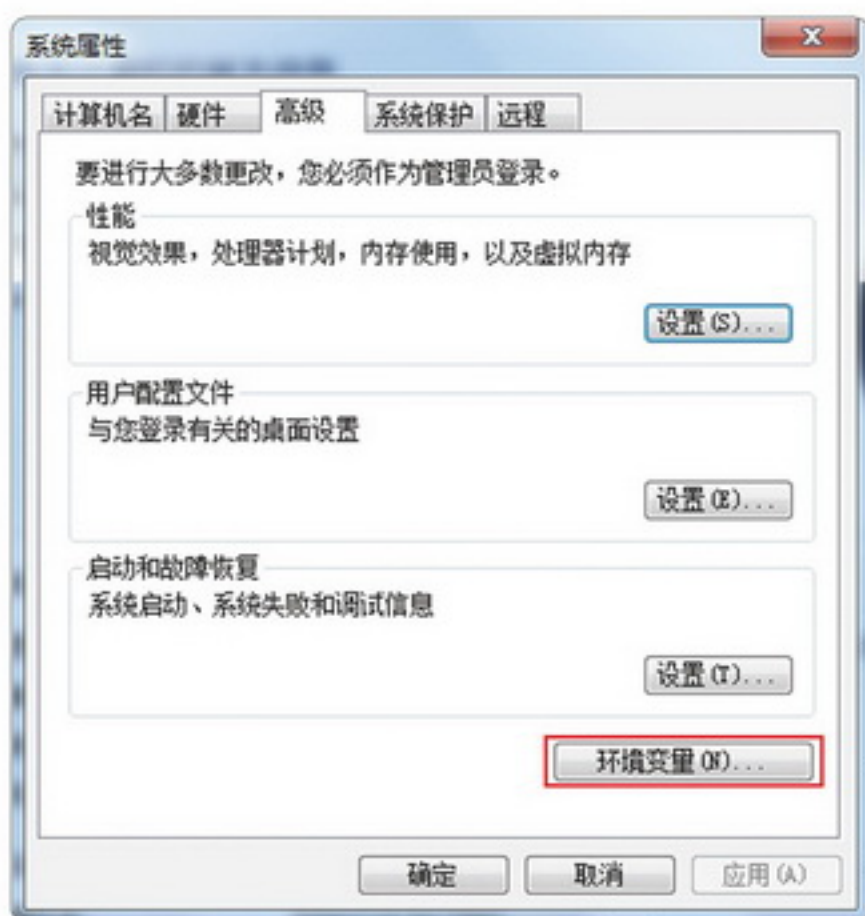 系统属性
计算机名 硬件 高级 系统保护 远程
要进行大多数更改，您必须作为管理员登录。
性能
视觉效果，处理器计划，内存使用，以及虚拟内存
设置(S)...
用户配置文件
与您登录有关的桌面设置
设置(E)...
启动和故障恢复
系统启动、系统失败和调试信息
设置(T)...
环境变量(N)...
确定 取消 应用(A)